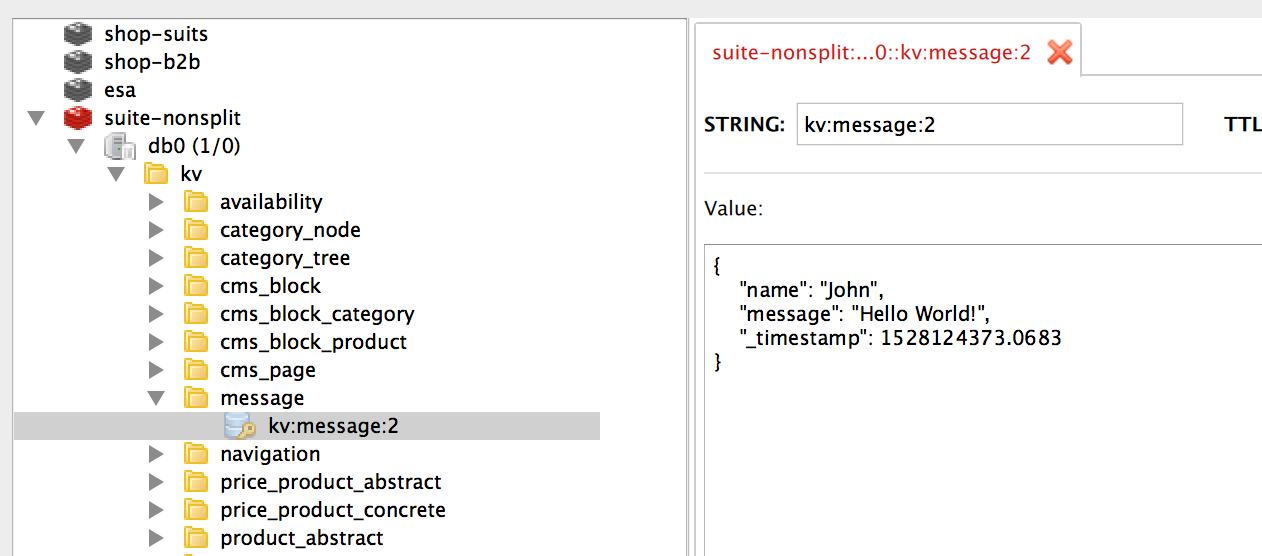 shop-suits
shop-b2b
esa
suite-nonsplit
db0 (1/0)
kv
availability
category_node
category_tree
cms_block
cms_block_category
cms_block_product
cms_page
message
kv:message:2
navigation
price_product_abstract
price_product_concrete
product_abstract
suite-nonsplit:...0::kv:message:2
STRING: kv:message:2 TTL
Value:
{
"name": "John",
"message": "Hello World!",
"_timestamp": 1528124373.0683
}